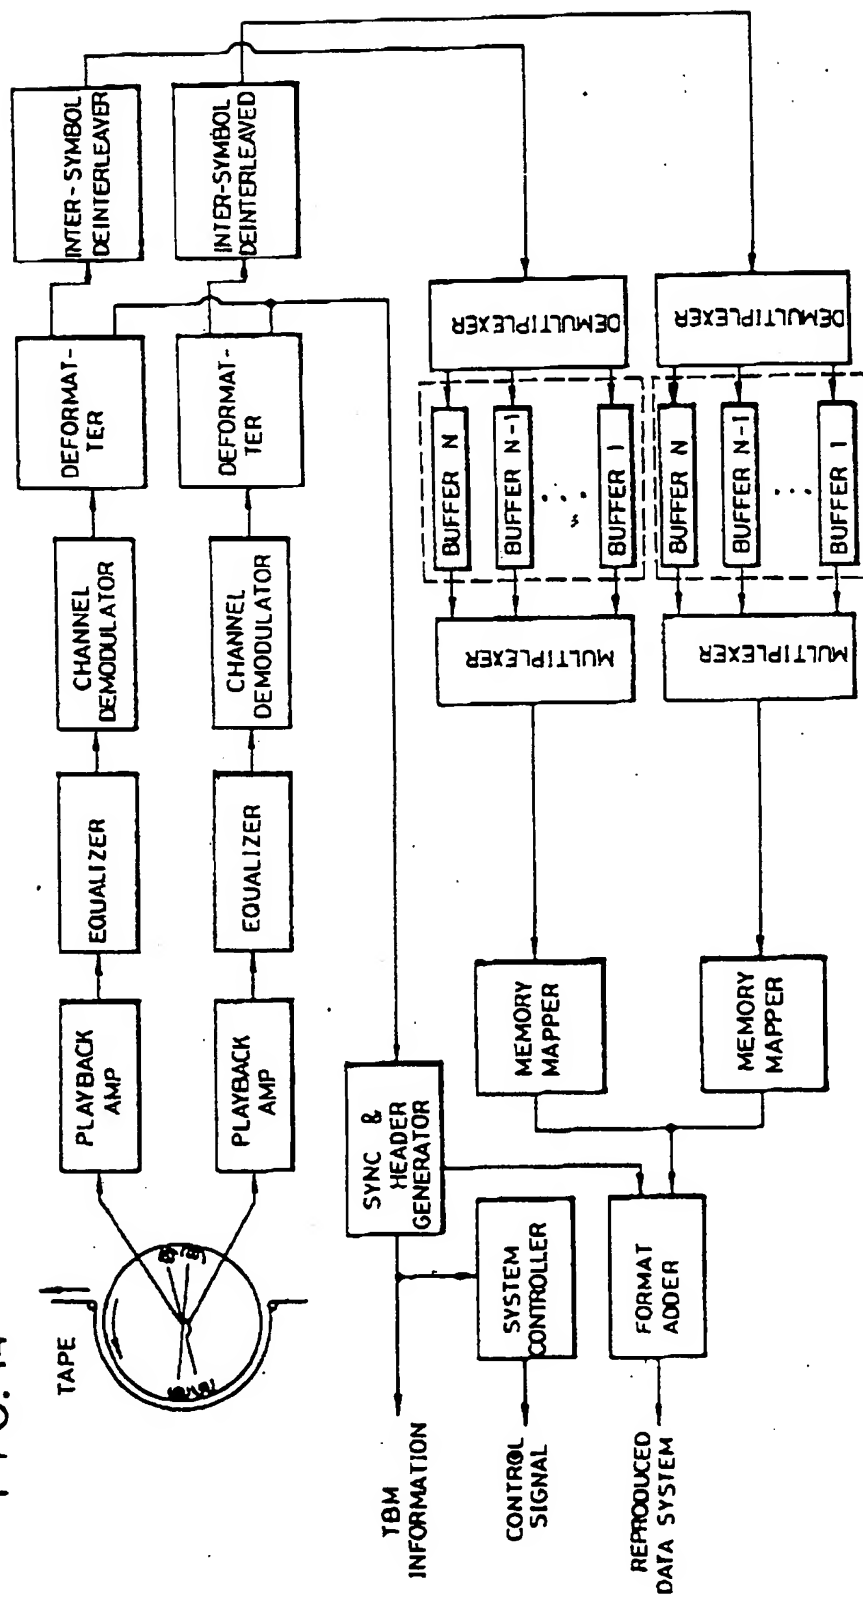 TAPE
PLAYBACK
AMP
EQUALIZER
CHANNEL
DEMODULATOR
DEFORMAT-
TER
INTER-SYMBOL
DEINTERLEAVER
PLAYBACK
AMP
EQUALIZER
CHANNEL
DEMODULATOR
DEFORMAT-
TER
INTER-SYMBOL
DEINTERLEAVED
TBM
INFORMATION
SYNC &
HEADER
GENERATOR
CONTROL
SIGNAL
SYSTEM
CONTROLLER
REPRODUCED
DATA SYSTEM
FORMAT
ADDER
MEMORY
MAPPER
MULTIPLEXER
BUFFER N
BUFFER N-1
...
BUFFER 1
DEMULTIPLEXER
MEMORY
MAPPER
MULTIPLEXER
BUFFER N
BUFFER N-1
...
BUFFER 1
DEMULTIPLEXER